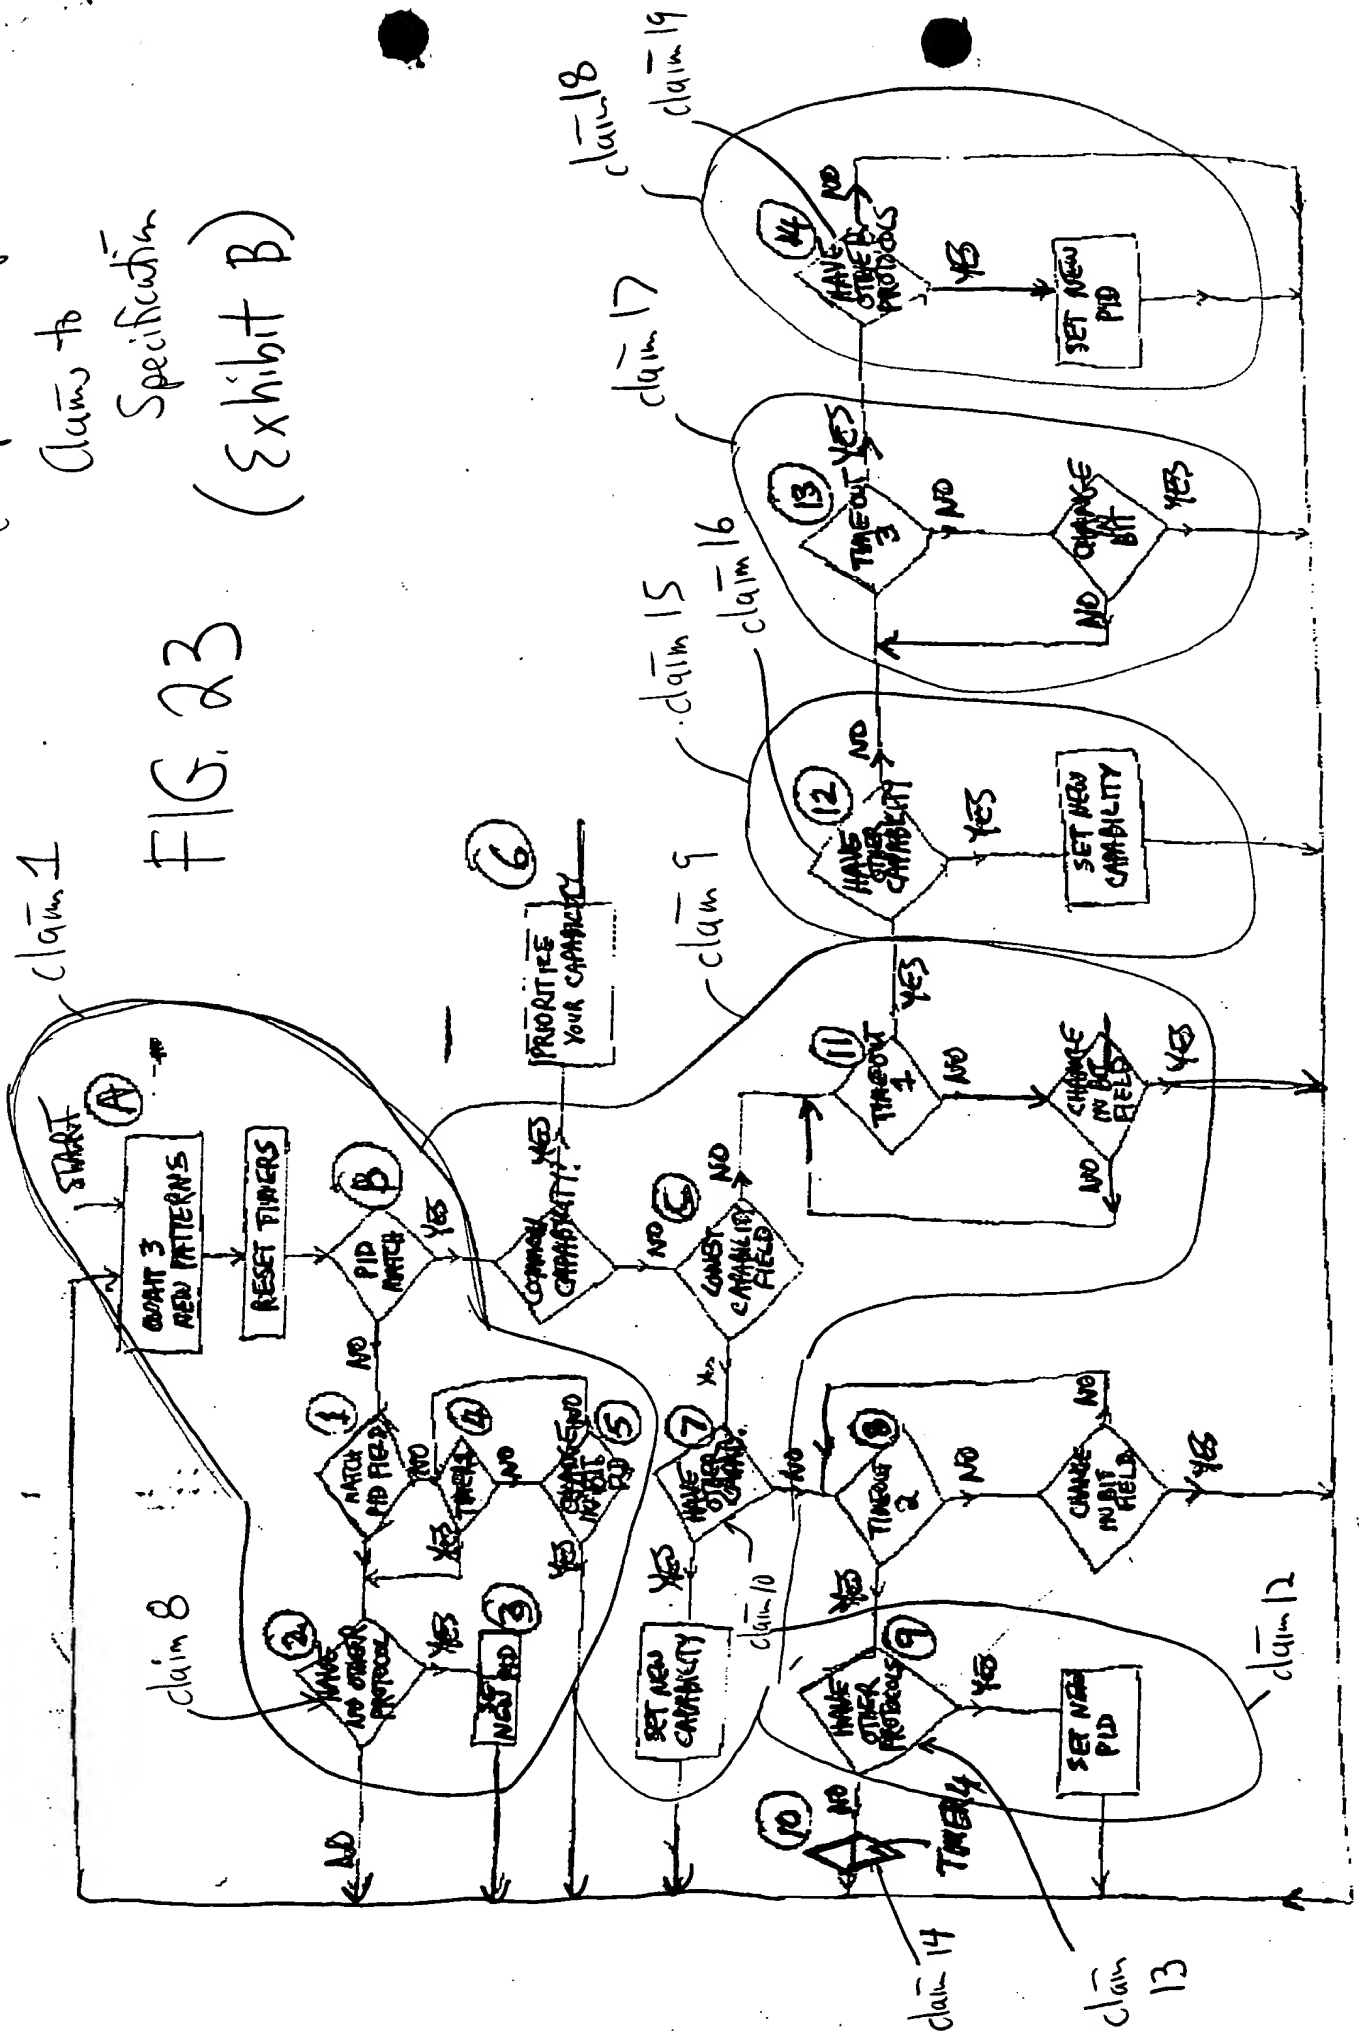 Claims to
Specification
(Exhibit B)
FIG. 23
claim 1
START
A
WAIT 3
NEW PATTERNS
RESET TIMERS
B
PID
MATCH
YES
NO
1
MATCH
PID FIELD
NO
4
YES
NO
NO
5
CHANGE
IN BIT
YES
claim 8
2
HAVE
NO OTHER
PROTOCOL
NO
YES
3
SET
NEW PID
COMMON
CAPABILITY?
YES
PRIORITIZE
YOUR CAPABILITY
6
NO
C
CAPABILITY
FIELD
NO
Yes
7
HAVE
OTHER
YES
NO
SET NEW
CAPABILITY
claim 10
8
TIMEOUT
2
YES
NO
CHANGE
IN BIT
FIELD
NO
YES
9
HAVE
OTHER
PROTOCOLS
NO
YES
SET NEW
PID
claim 12
10
TIMER 4
claim 14
claim
13
claim 9
11
TIMEOUT
1
YES
NO
CHANGE
IN BIT
FIELD
NO
YES
claim 15
claim 16
12
HAVE
OTHER
CAPABILITY
NO
YES
SET NEW
CAPABILITY
claim 17
13
TIMEOUT
3
YES
NO
CHANGE
IN
BIT
NO
YES
claim 18
claim 19
14
HAVE
OTHER
PROTOCOLS
NO
YES
SET NEW
PID